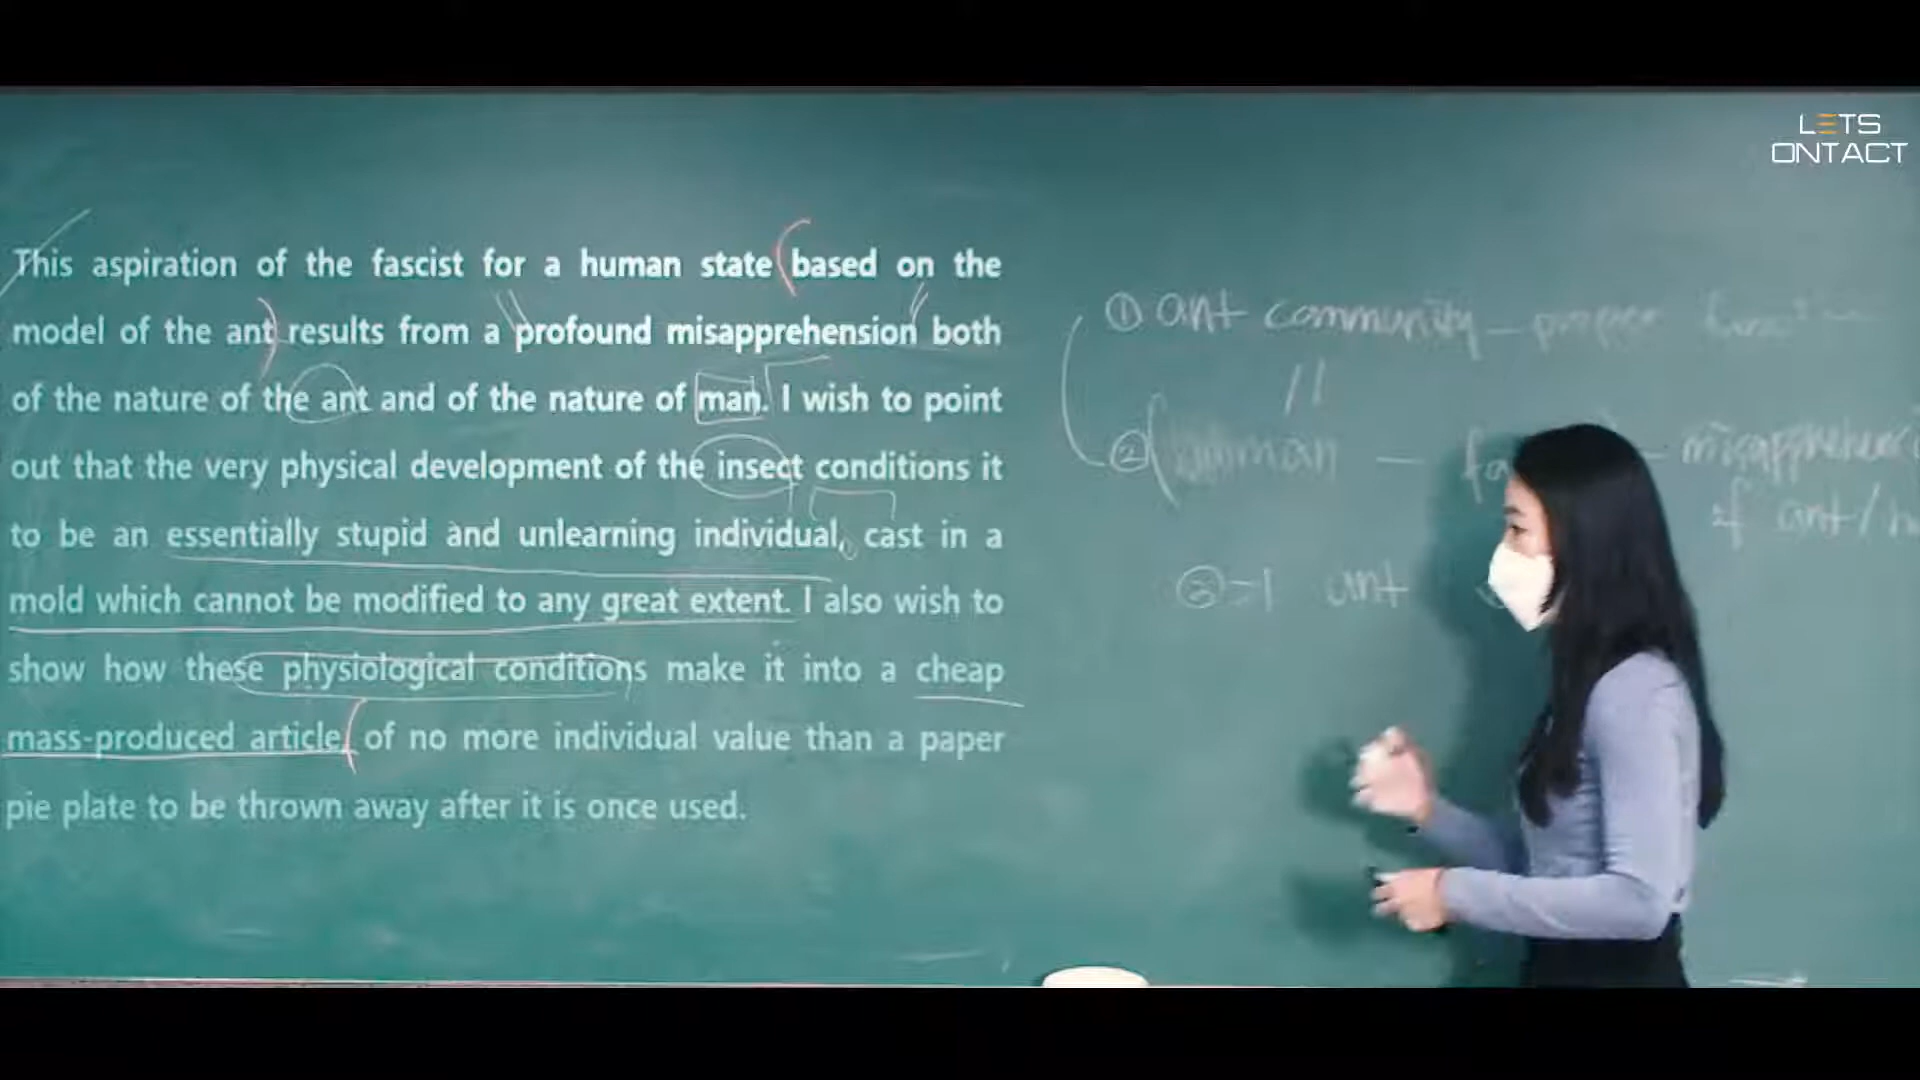 LETS
ONTACT
This aspiration of the fascist for a human state based on the
model of the ant results from a profound misapprehension both
of the nature of the ant and of the nature of man. I wish to point
out that the very physical development of the insect conditions it
to be an essentially stupid and unlearning individual, cast in a
mold which cannot be modified to any great extent. I also wish to
show how these physiological conditions make it into a cheap
mass-produced article, of no more individual value than a paper
pie plate to be thrown away after it is once used.
① ant community - proper
② human -
ant/
③ ant